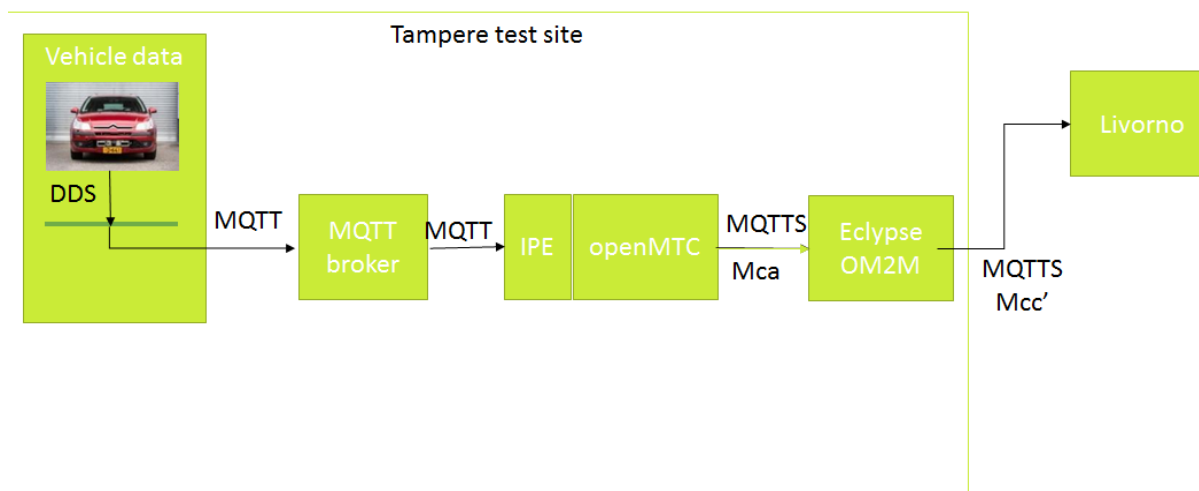 Tampere test site
Vehicle data
DDS
MQTT
MQTT
broker
MQTT
IPE
openMTC
MQTTS
Mca
Eclypse
OM2M
MQTTS
Mcc’
Livorno